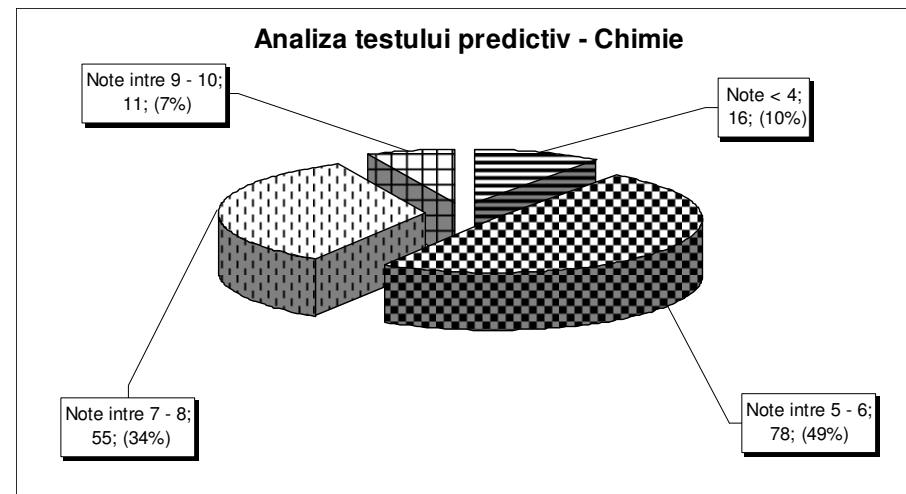 Analiza testului predictiv - Chimie
Note intre 9 - 10;
11; (7%)
Note < 4;
16; (10%)
Note intre 7 - 8;
55; (34%)
Note intre 5 - 6;
78; (49%)